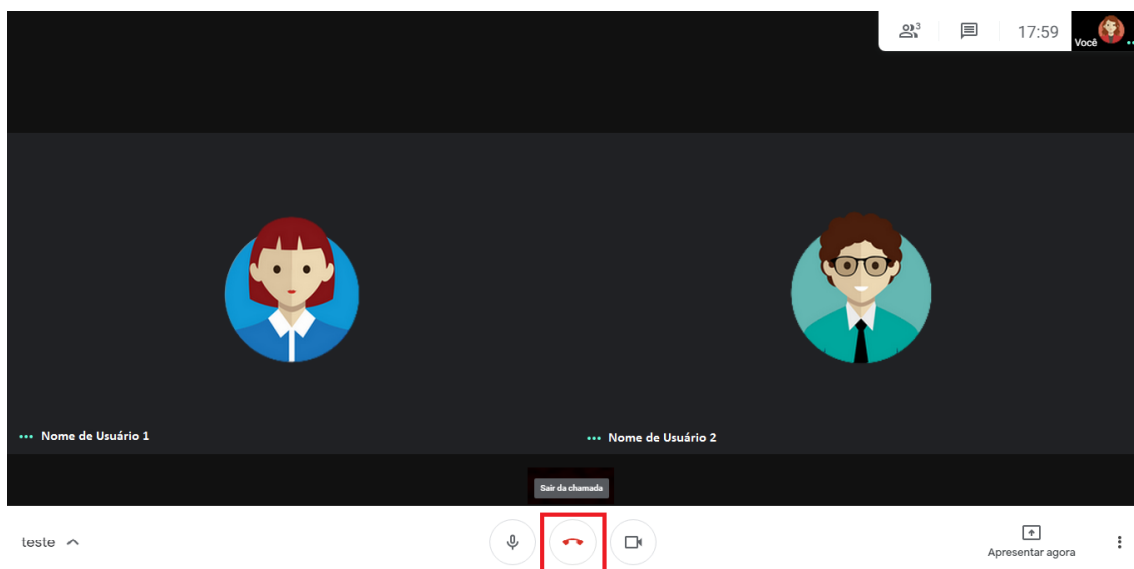 3
17:59
Você
Nome de Usuário 1
Nome de Usuário 2
Sair da chamada
teste
Apresentar agora